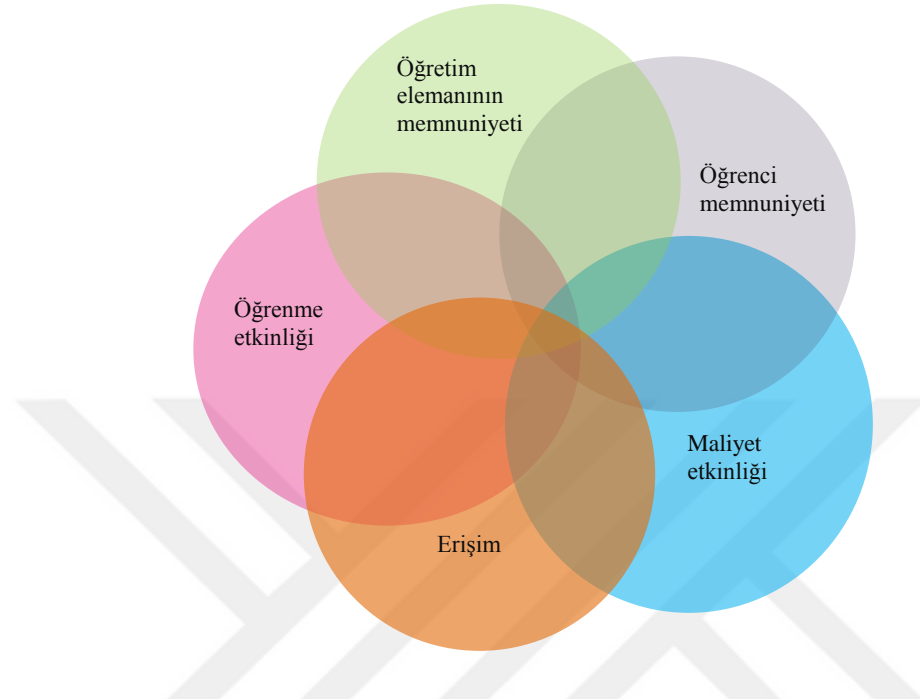 Öğretim
elemanının
memnuniyeti
Öğrenci
memnuniyeti
Öğrenme
etkinliği
Maliyet
etkinliği
Erişim